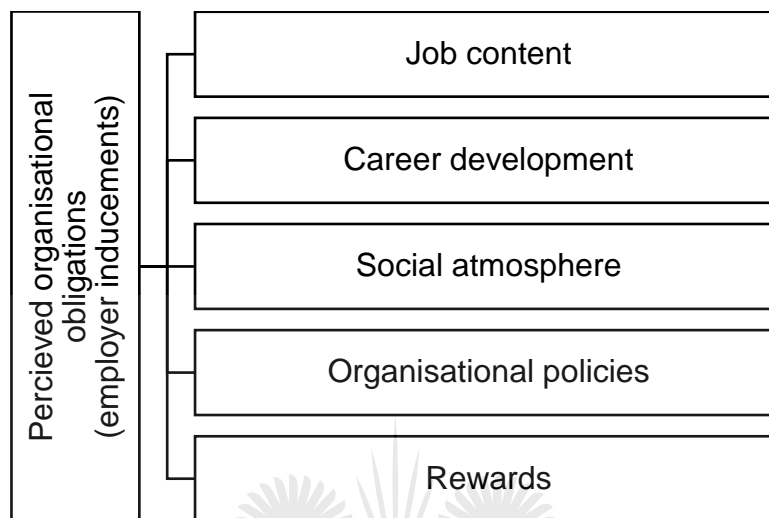 Percieved organisational
obligations
(employer inducements)
Job content
Career development
Social atmosphere
Organisational policies
Rewards